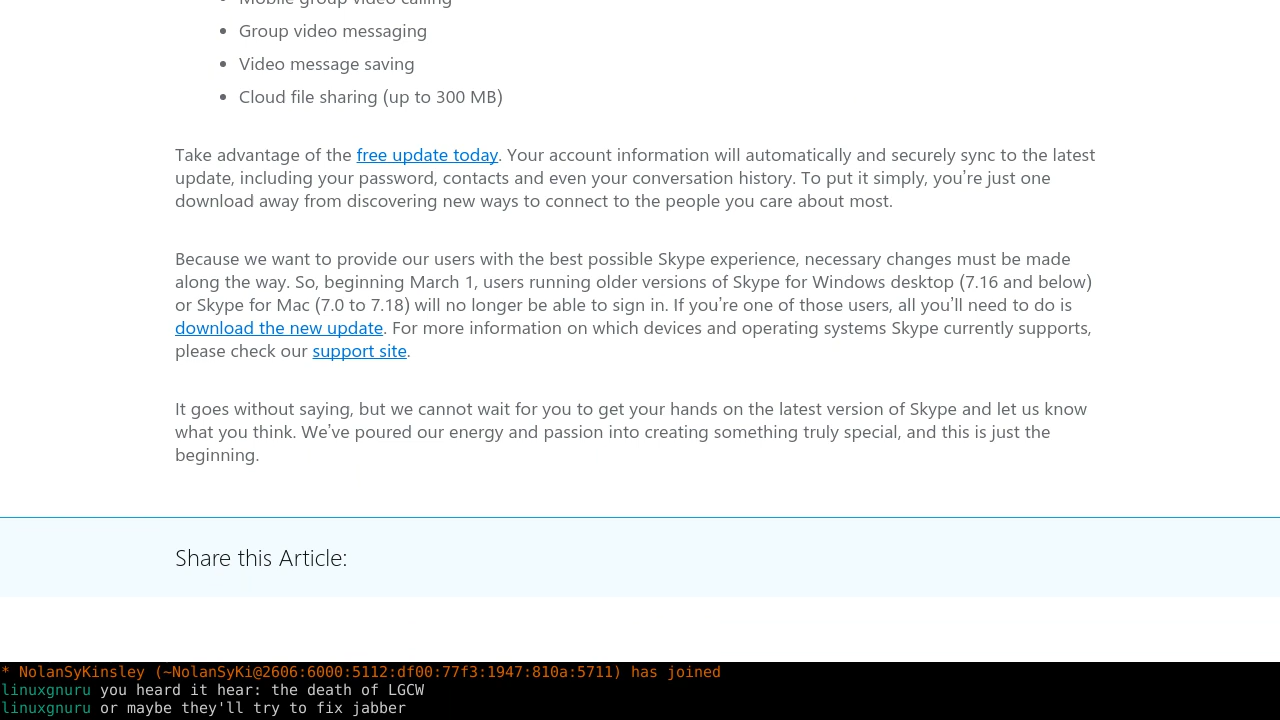 Mobile group video calling
Group video messaging
Video message saving
Cloud file sharing (up to 300 MB)
Take advantage of the free update today. Your account information will automatically and securely sync to the latest
update, including your password, contacts and even your conversation history. To put it simply, you’re just one
download away from discovering new ways to connect to the people you care about most.
Because we want to provide our users with the best possible Skype experience, necessary changes must be made
along the way. So, beginning March 1, users running older versions of Skype for Windows desktop (7.16 and below)
or Skype for Mac (7.0 to 7.18) will no longer be able to sign in. If you’re one of those users, all you’ll need to do is
download the new update. For more information on which devices and operating systems Skype currently supports,
please check our support site.
It goes without saying, but we cannot wait for you to get your hands on the latest version of Skype and let us know
what you think. We’ve poured our energy and passion into creating something truly special, and this is just the
beginning.
Share this Article:
* NolanSyKinsley (~NolanSyKi@2606:6000:5112:df00:77f3:1947:810a:5711) has joined
linuxgnuru you heard it hear: the death of LGCW
linuxgnuru or maybe they'll try to fix jabber